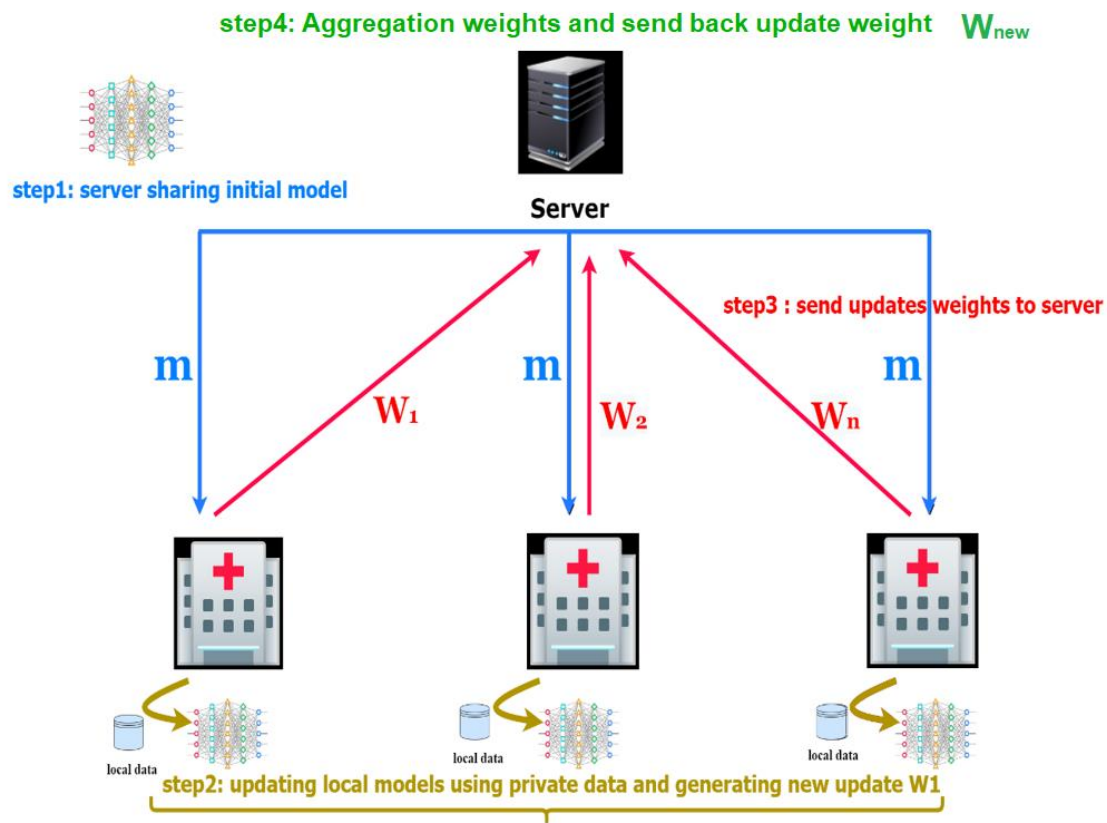 step4: Aggregation weights and send back update weight Wnew
step1: server sharing initial model
Server
step3 : send updates weights to server
m
m
m
W1
W2
Wn
local data
local data
local data
step2: updating local models using private data and generating new update W1